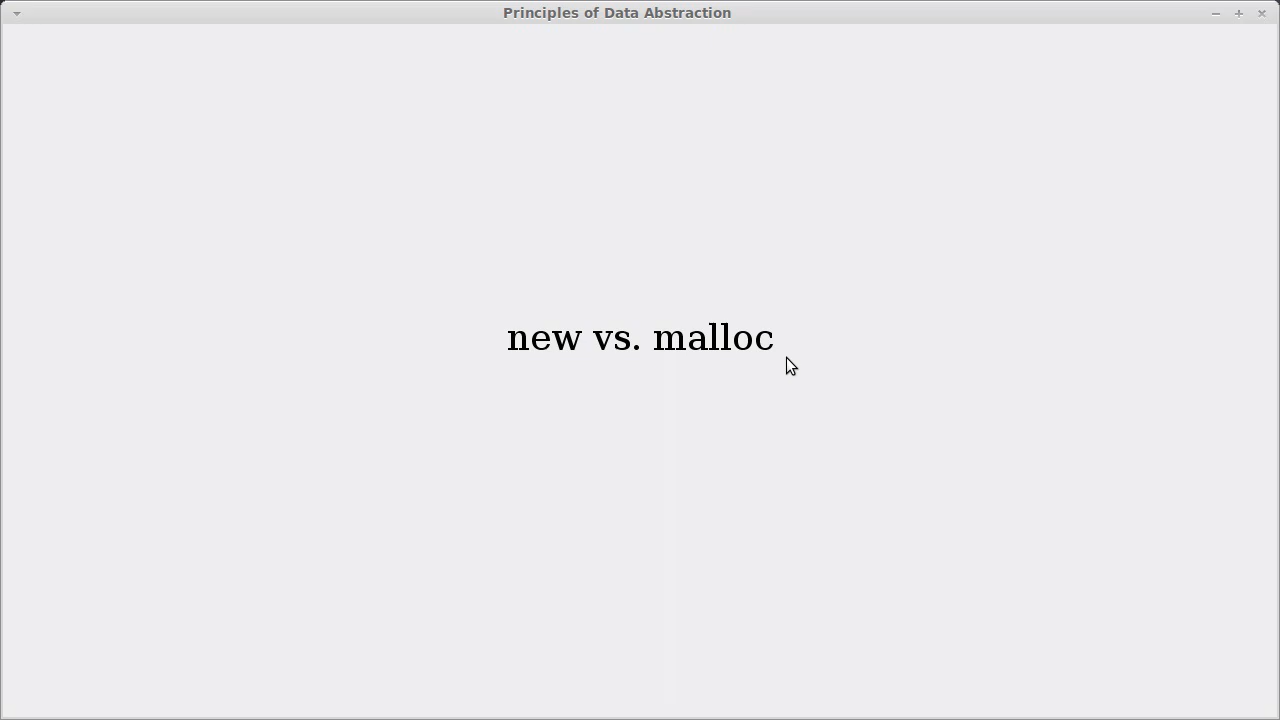 Principles of Data Abstraction
new vs. malloc